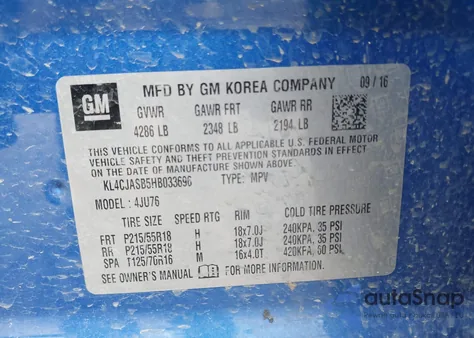 GM
MFD BY GM KOREA COMPANY 09/16
GVWR GAWR FRT GAWR RR
4286 LB 2348 LB 2194 LB
THIS VEHICLE CONFORMS TO ALL APPLICABLE U.S. FEDERAL MOTOR
VEHICLE SAFETY AND THEFT PREVENTION STANDARDS IN EFFECT ON
THE DATE OF MANUFACTURE SHOWN ABOVE.
KL4CJASB5HB033696 TYPE: MPV
MODEL: 4JU76
TIRE SIZE SPEED RTG RIM COLD TIRE PRESSURE
FRT P215/55R18 H 18x7.0J 240KPA, 35 PSI
RR P215/55R18 H 18x7.0J 240KPA, 35 PSI
SPA T125/70R16 M 16x4.0T 420KPA, 60 PSI
SEE OWNER'S MANUAL FOR MORE INFORMATION.
autoSnap